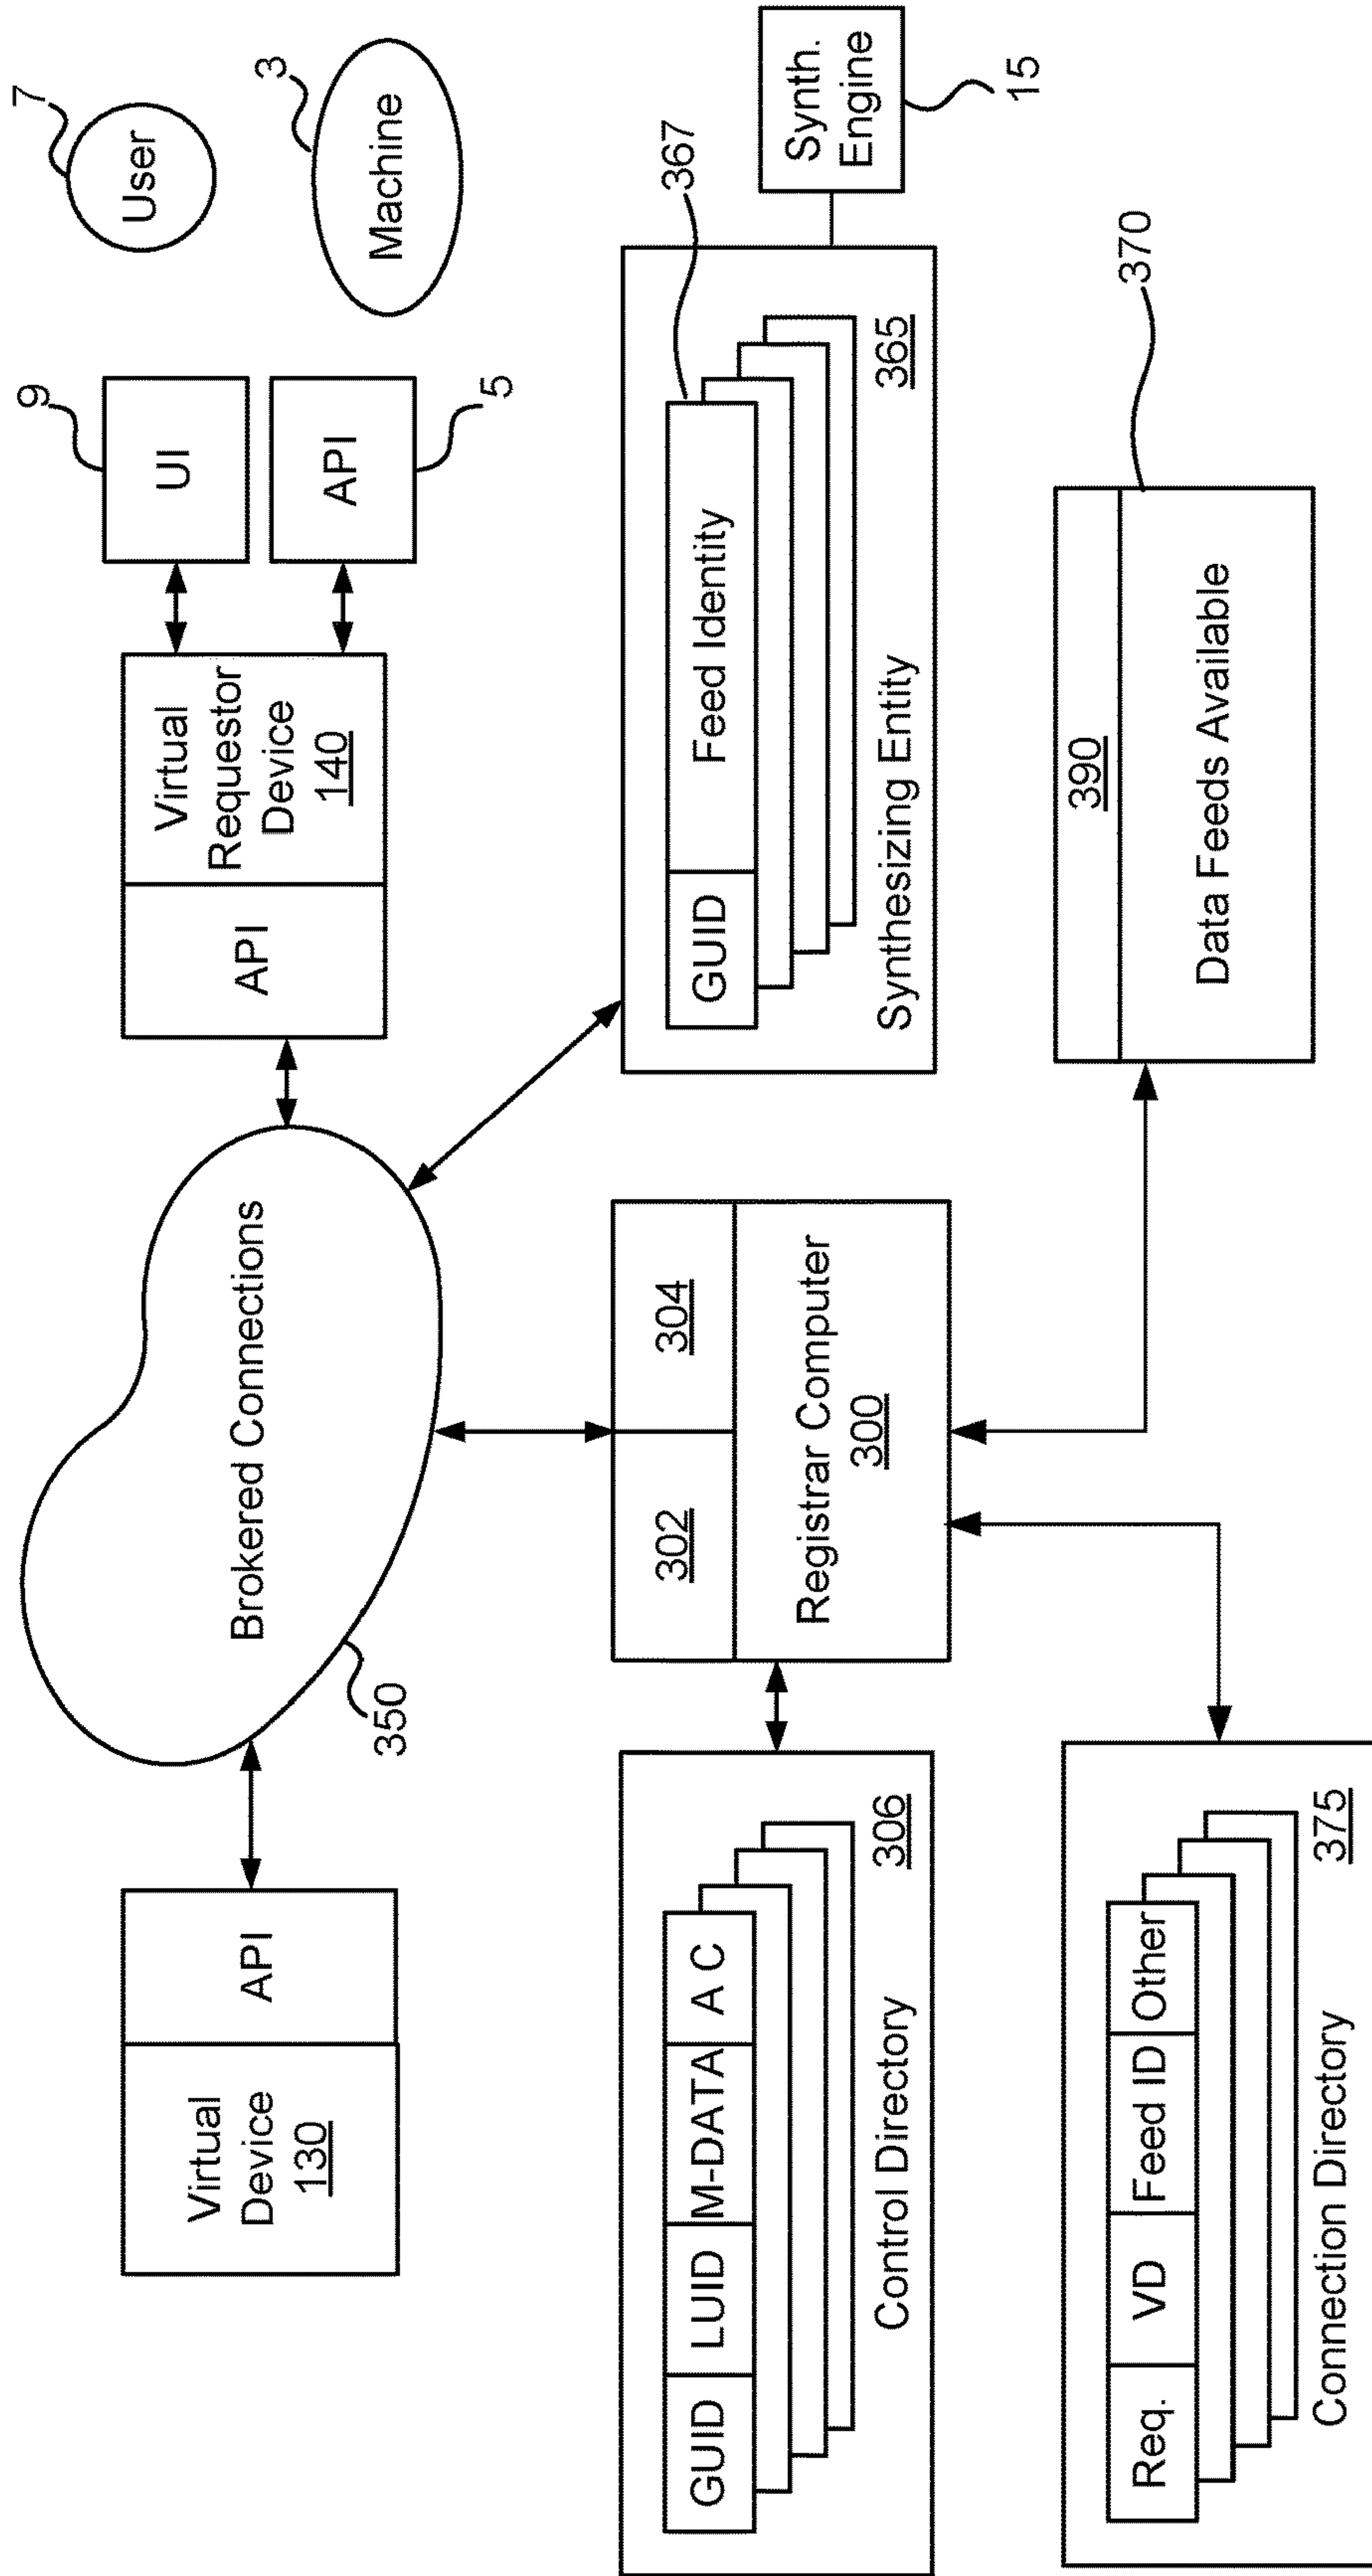 Virtual
Device
130
API
Brokered Connections
350
API
Virtual
Requestor
Device
140
9
UI
API
5
7
User
3
Machine
GUID
LUID
M-DATA
A C
306
Control Directory
302
304
Registrar Computer
300
GUID
Feed Identity
367
365
Synthesizing Entity
Synth.
Engine
15
Req.
VD
Feed ID
Other
375
Connection Directory
390
Data Feeds Available
370